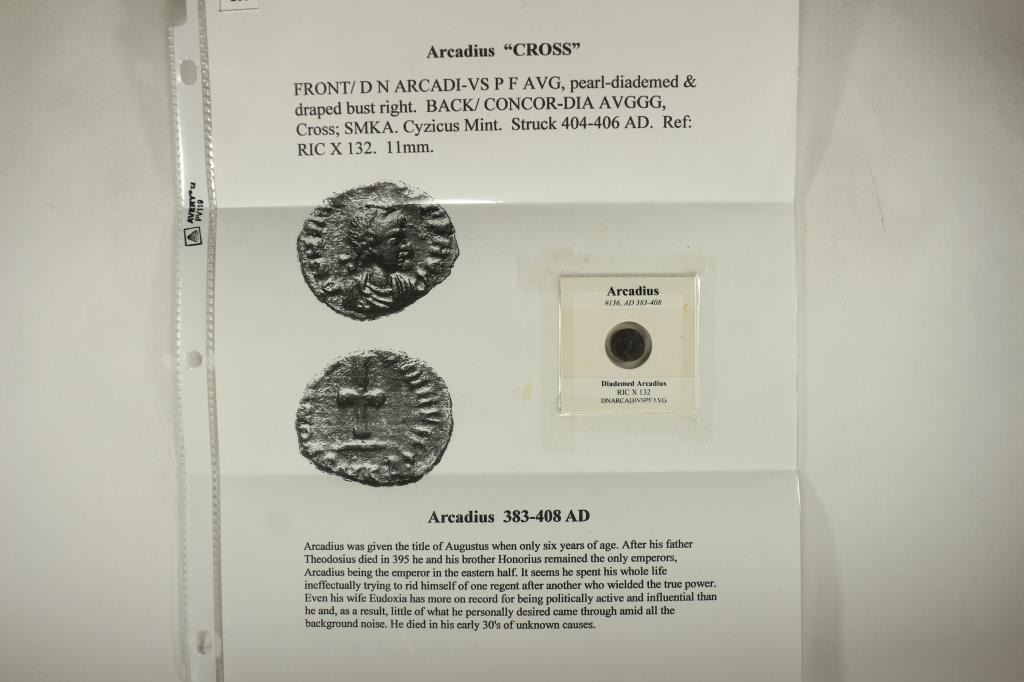 Arcadius “CROSS”
FRONT/ D N ARCADI-VS P F AVG, pearl-diademed &
draped bust right. BACK/ CONCOR-DIA AVGGG,
Cross; SMKA. Cyzicus Mint. Struck 404-406 AD. Ref:
RIC X 132. 11mm.
AVERY®
PV119
Arcadius
#136, AD 383-408
Diademed Arcadius
RIC X 132
DNARCADIVSPFAVG
Arcadius 383-408 AD
Arcadius was given the title of Augustus when only six years of age. After his father
Theodosius died in 395 he and his brother Honorius remained the only emperors,
Arcadius being the emperor in the eastern half. It seems he spent his whole life
ineffectually trying to rid himself of one regent after another who wielded the true power.
Even his wife Eudoxia has more on record for being politically active and influential than
he and, as a result, little of what he personally desired came through amid all the
background noise. He died in his early 30's of unknown causes.